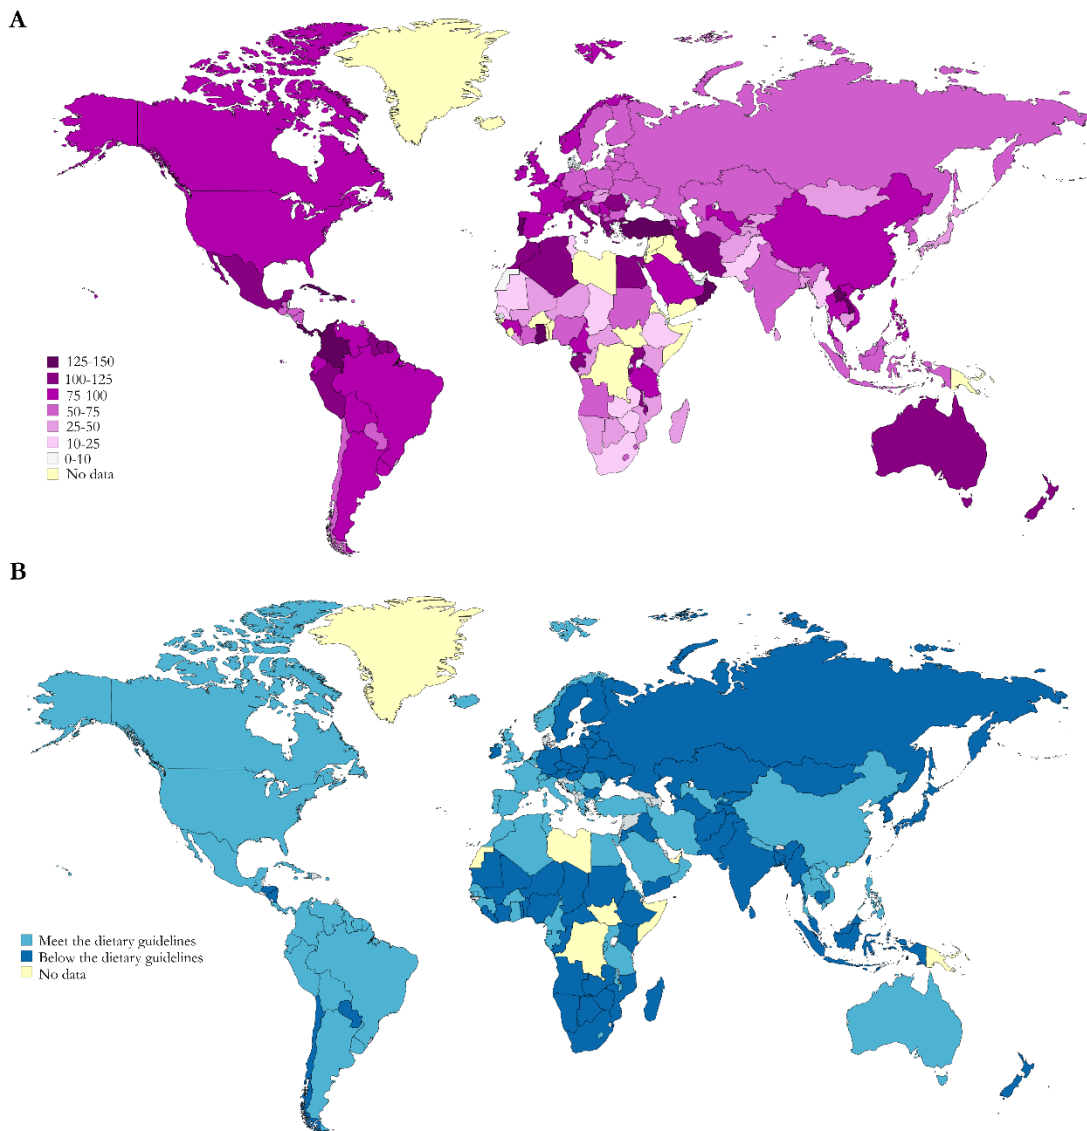 A
125-150
100-125
75-100
50-75
25-50
10-25
0-10
No data
B
Meet the dietary guidelines
Below the dietary guidelines
No data